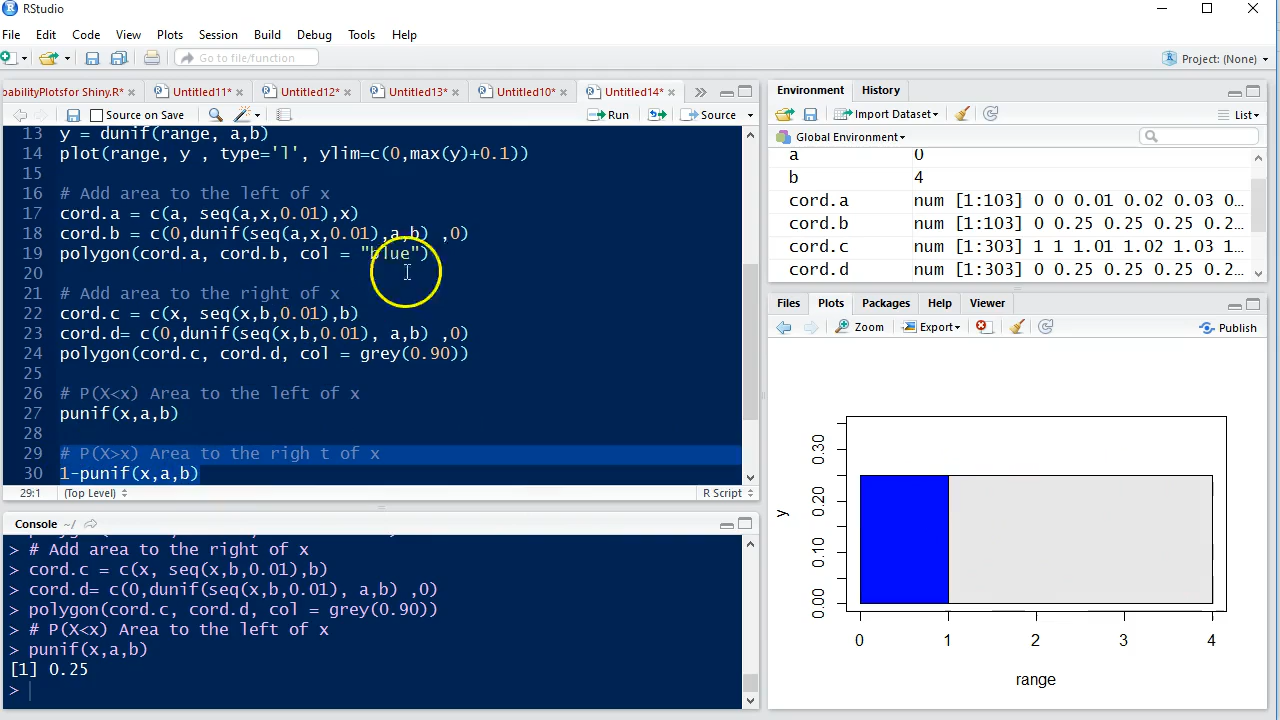 RStudio
File Edit Code View Plots Session Build Debug Tools Help
Go to file/function
Project: (None)
obabilityPlotsfor Shiny.R* Untitled11* Untitled12* Untitled13* Untitled10* Untitled14*
Source on Save Run Source
13 y = dunif(range, a,b)
14 plot(range, y , type='l', ylim=c(0,max(y)+0.1))
15
16 # Add area to the left of x
17 cord.a = c(a, seq(a,x,0.01),x)
18 cord.b = c(0,dunif(seq(a,x,0.01),a,b) ,0)
19 polygon(cord.a, cord.b, col = "blue")
20
21 # Add area to the right of x
22 cord.c = c(x, seq(x,b,0.01),b)
23 cord.d= c(0,dunif(seq(x,b,0.01), a,b) ,0)
24 polygon(cord.c, cord.d, col = grey(0.90))
25
26 # P(X<x) Area to the left of x
27 punif(x,a,b)
28
29 # P(X>x) Area to the righ t of x
30 1-punif(x,a,b)
29:1 (Top Level) R Script
Console ~/
> # Add area to the right of x
> cord.c = c(x, seq(x,b,0.01),b)
> cord.d= c(0,dunif(seq(x,b,0.01), a,b) ,0)
> polygon(cord.c, cord.d, col = grey(0.90))
> # P(X<x) Area to the left of x
> punif(x,a,b)
[1] 0.25
>
Environment History
Import Dataset List
Global Environment
a 0
b 4
cord.a num [1:103] 0 0 0.01 0.02 0.03 0...
cord.b num [1:103] 0 0.25 0.25 0.25 0.2...
cord.c num [1:303] 1 1 1.01 1.02 1.03 1...
cord.d num [1:303] 0 0.25 0.25 0.25 0.2...
Files Plots Packages Help Viewer
Zoom Export Publish
0.30
0.20
0.10
0.00
y
0 1 2 3 4
range